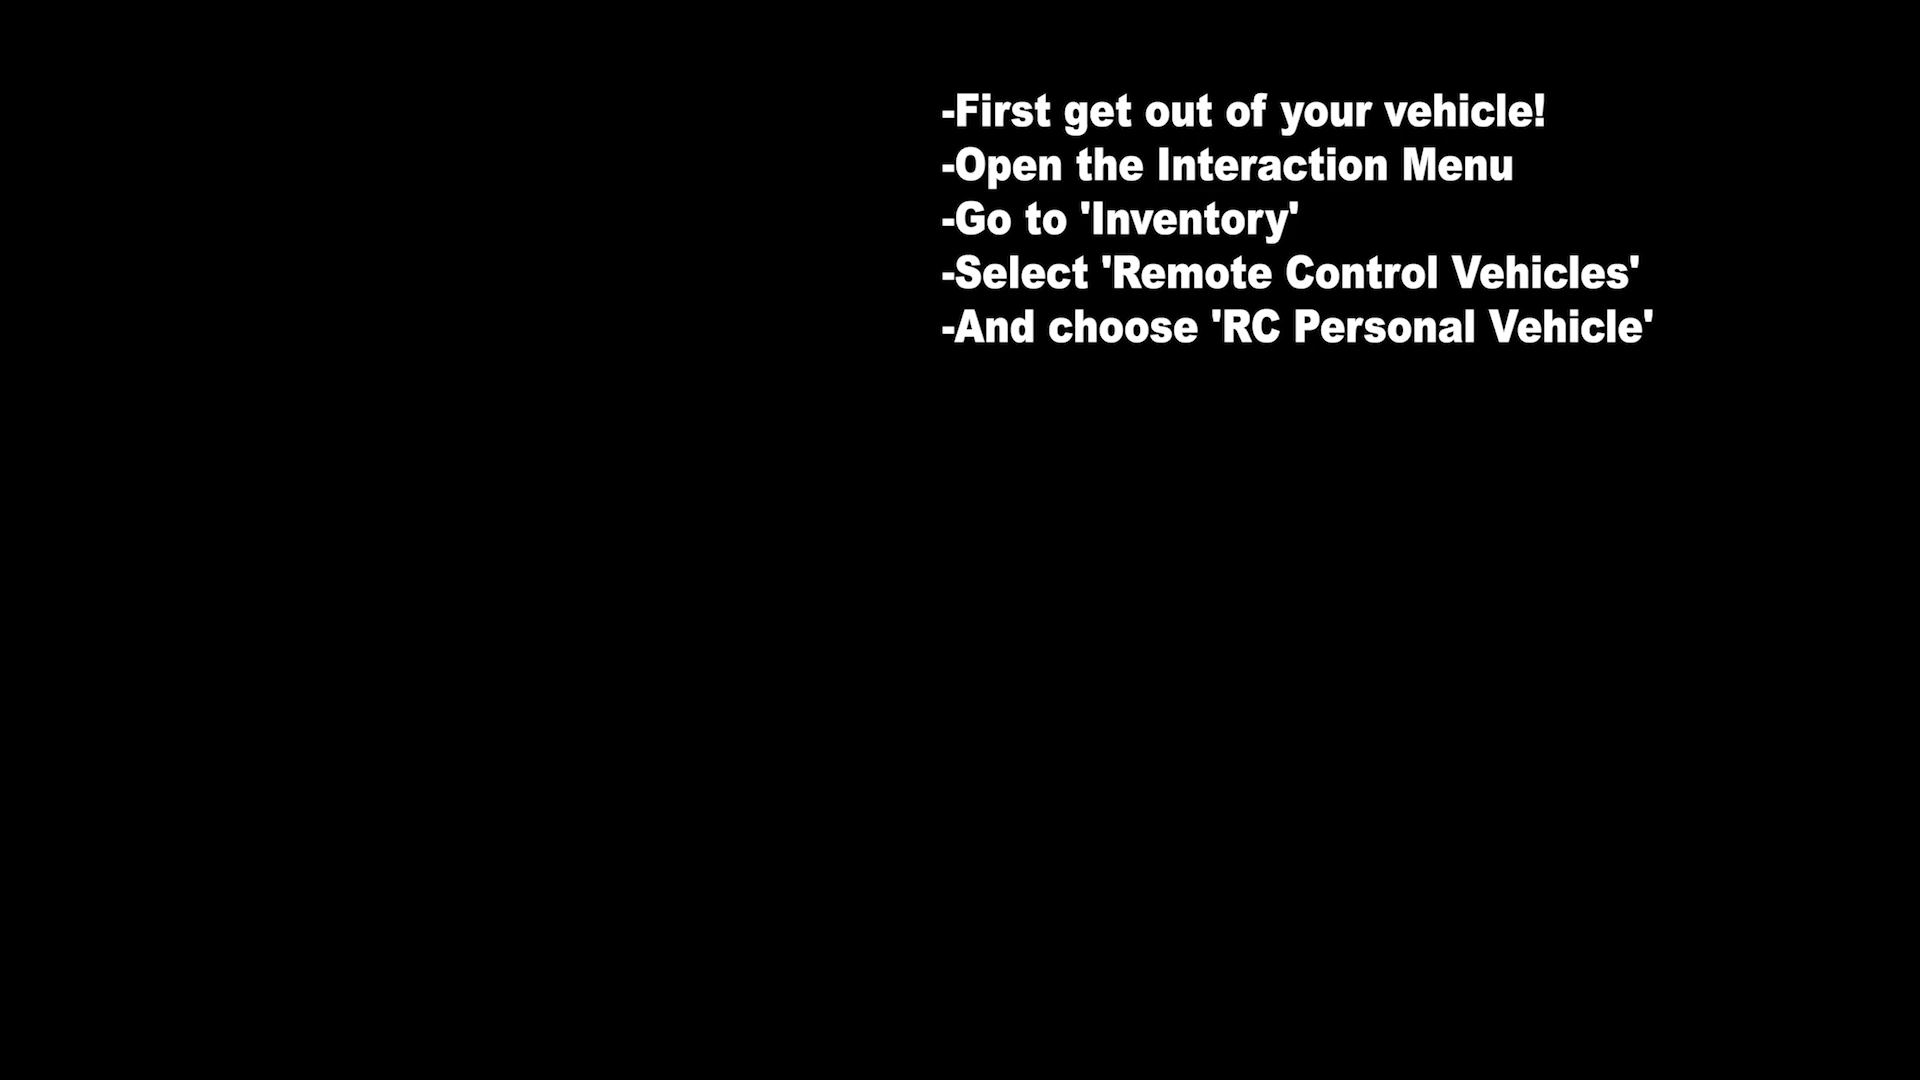 -First get out of your vehicle!
-Open the Interaction Menu
-Go to 'Inventory'
-Select 'Remote Control Vehicles'
-And choose 'RC Personal Vehicle'